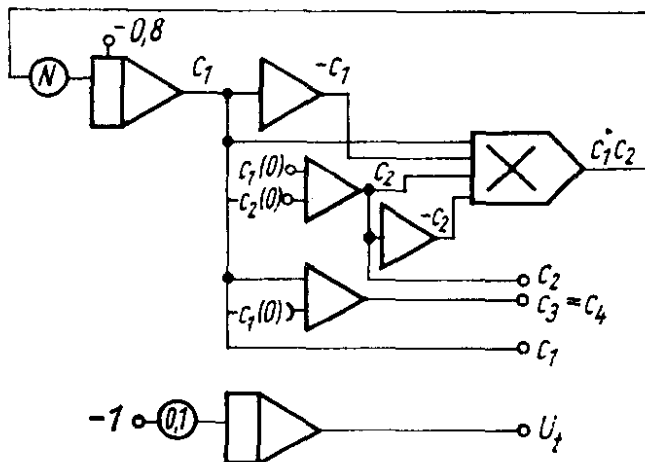 -0,8
N
C₁
-C₁
C₁(0)
C₂
C₂(0)
-C₂
C₁C₂
C₂
-C₁(0)
C₃=C₄
C₁
-1
0,1
Uₜ